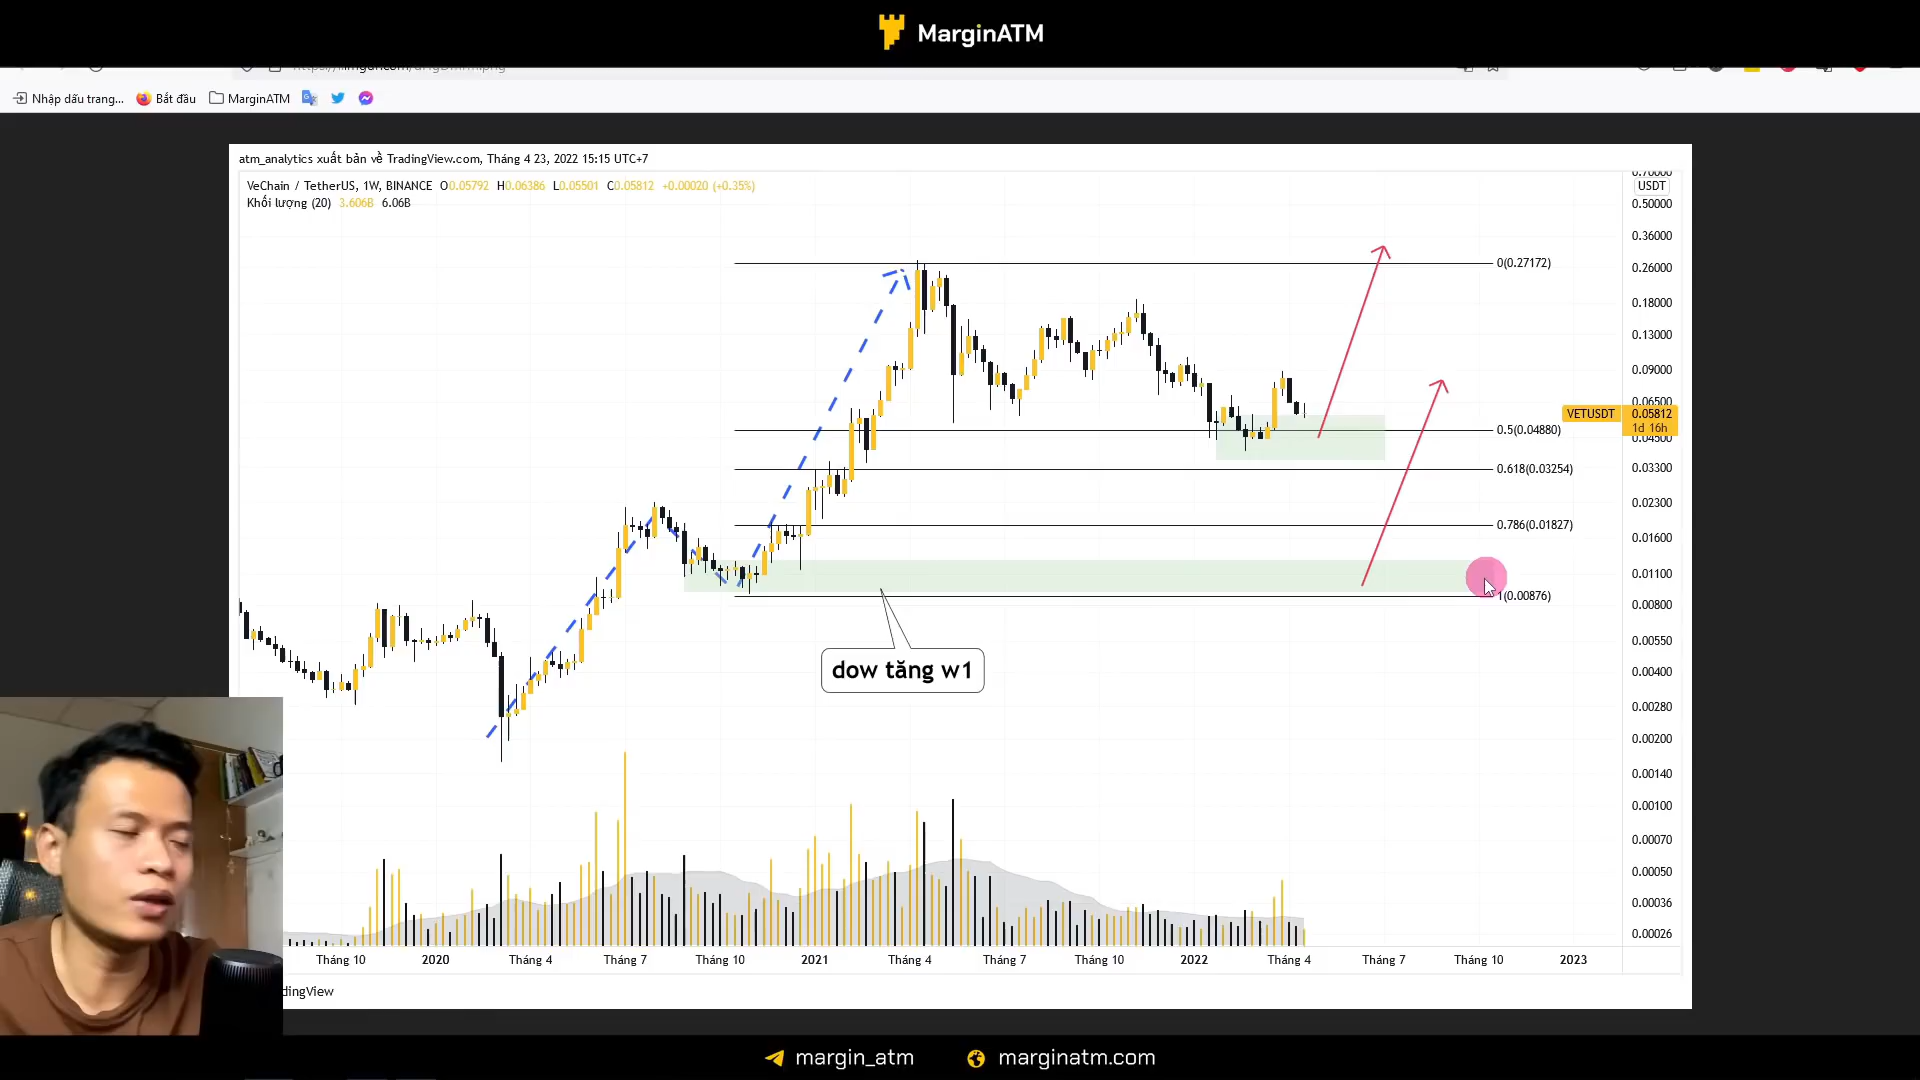 MarginATM
Nhập dấu trang...
Bắt đầu
MarginATM
atm_analytics xuất bản về TradingView.com, Tháng 4 23, 2022 15:15 UTC+7
VeChain / TetherUS, 1W, BINANCE O0.05792 H0.06386 L0.05501 C0.05812 +0.00020 (+0.35%)
Khối lượng (20) 3.606B 6.06B
0.70000
USDT
0.50000
0.36000
0.26000
0.18000
0.13000
0.09000
0.06500
0.04500
0.03300
0.02300
0.01600
0.01100
0.00800
0.00550
0.00400
0.00280
0.00200
0.00140
0.00100
0.00070
0.00050
0.00036
0.00026
VETUSDT 0.05812
1d 16h
0(0.27172)
0.5(0.04880)
0.618(0.03254)
0.786(0.01827)
1(0.00876)
dow tăng w1
Tháng 10 2020 Tháng 4 Tháng 7 Tháng 10 2021 Tháng 4 Tháng 7 Tháng 10 2022 Tháng 4 Tháng 7 Tháng 10 2023
dingView
margin_atm marginatm.com